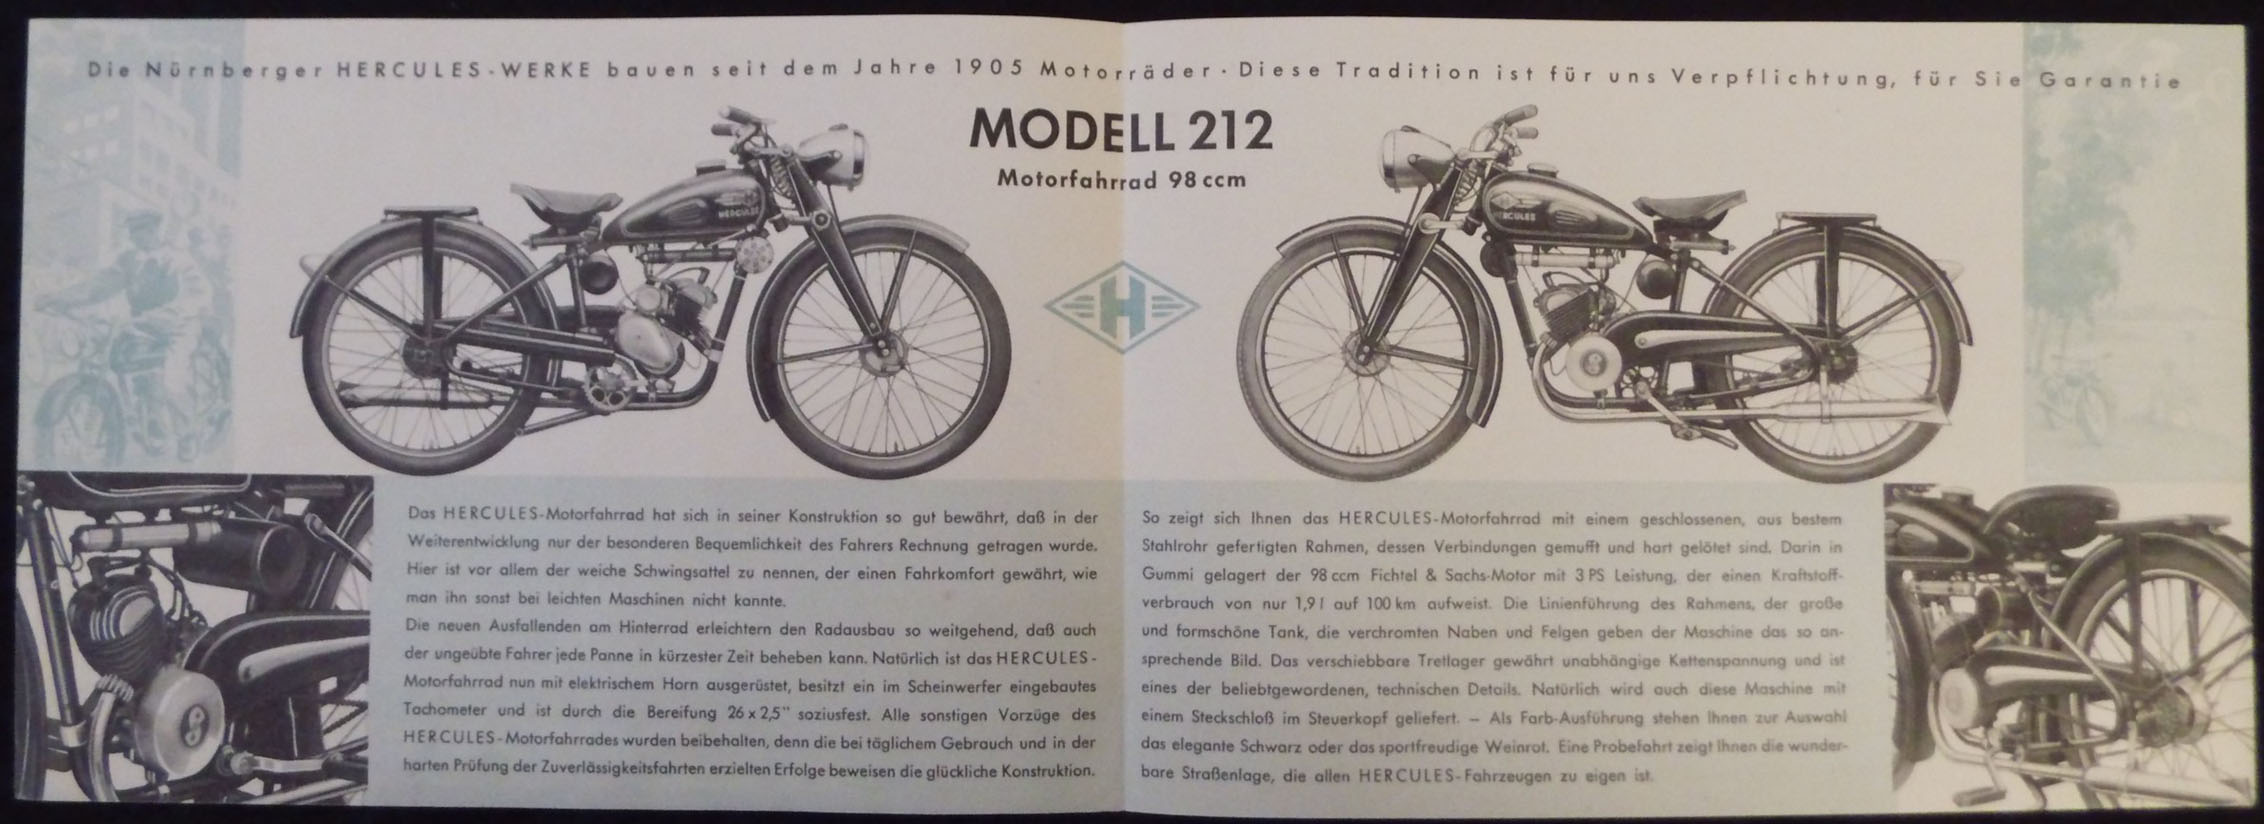 Die Nürnberger HERCULES-WERKE bauen seit dem Jahre 1905 Motorräder · Diese Tradition ist für uns Verpflichtung, für Sie Garantie
MODELL 212
Motorfahrrad 98 ccm
HERCULES
HERCULES
H
Das HERCULES-Motorfahrrad hat sich in seiner Konstruktion so gut bewährt, daß in der
Weiterentwicklung nur der besonderen Bequemlichkeit des Fahrers Rechnung getragen wurde.
Hier ist vor allem der weiche Schwingsattel zu nennen, der einen Fahrkomfort gewährt, wie
man ihn sonst bei leichten Maschinen nicht kannte.
Die neuen Ausfallenden am Hinterrad erleichtern den Radausbau so weitgehend, daß auch
der ungeübte Fahrer jede Panne in kürzester Zeit beheben kann. Natürlich ist das HERCULES-
Motorfahrrad nun mit elektrischem Horn ausgerüstet, besitzt ein im Scheinwerfer eingebautes
Tachometer und ist durch die Bereifung 26 x 2,5" soziusfest. Alle sonstigen Vorzüge des
HERCULES-Motorfahrrades wurden beibehalten, denn die bei täglichem Gebrauch und in der
harten Prüfung der Zuverlässigkeitsfahrten erzielten Erfolge beweisen die glückliche Konstruktion.
So zeigt sich Ihnen das HERCULES-Motorfahrrad mit einem geschlossenen, aus bestem
Stahlrohr gefertigten Rahmen, dessen Verbindungen gemufft und hart gelötet sind. Darin in
Gummi gelagert der 98 ccm Fichtel & Sachs-Motor mit 3 PS Leistung, der einen Kraftstoff-
verbrauch von nur 1,9 l auf 100 km aufweist. Die Linienführung des Rahmens, der große
und formschöne Tank, die verchromten Naben und Felgen geben der Maschine das so an-
sprechende Bild. Das verschiebbare Tretlager gewährt unabhängige Kettenspannung und ist
eines der beliebtgewordenen, technischen Details. Natürlich wird auch diese Maschine mit
einem Steckschloß im Steuerkopf geliefert. – Als Farb-Ausführung stehen Ihnen zur Auswahl
das elegante Schwarz oder das sportfreudige Weinrot. Eine Probefahrt zeigt Ihnen die wunder-
bare Straßenlage, die allen HERCULES-Fahrzeugen zu eigen ist.